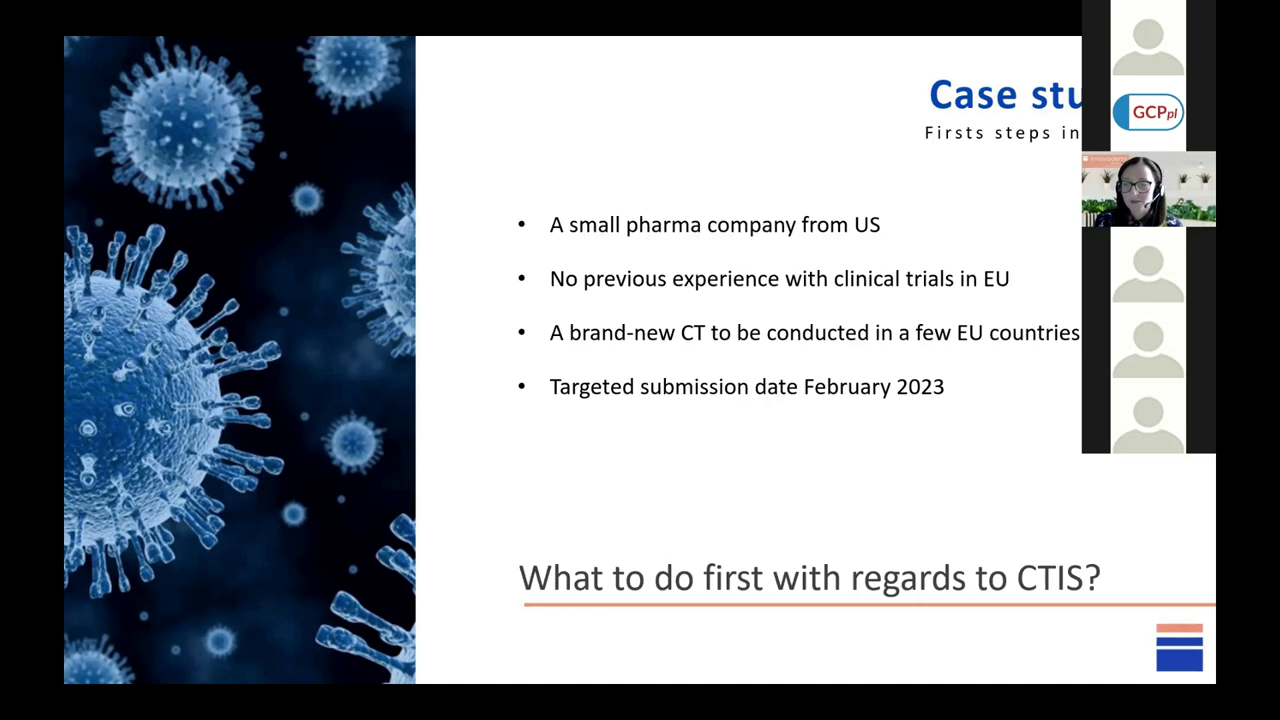 Case stu
Firsts steps in
GCPpl
• A small pharma company from US
• No previous experience with clinical trials in EU
• A brand-new CT to be conducted in a few EU countries
• Targeted submission date February 2023
What to do first with regards to CTIS?